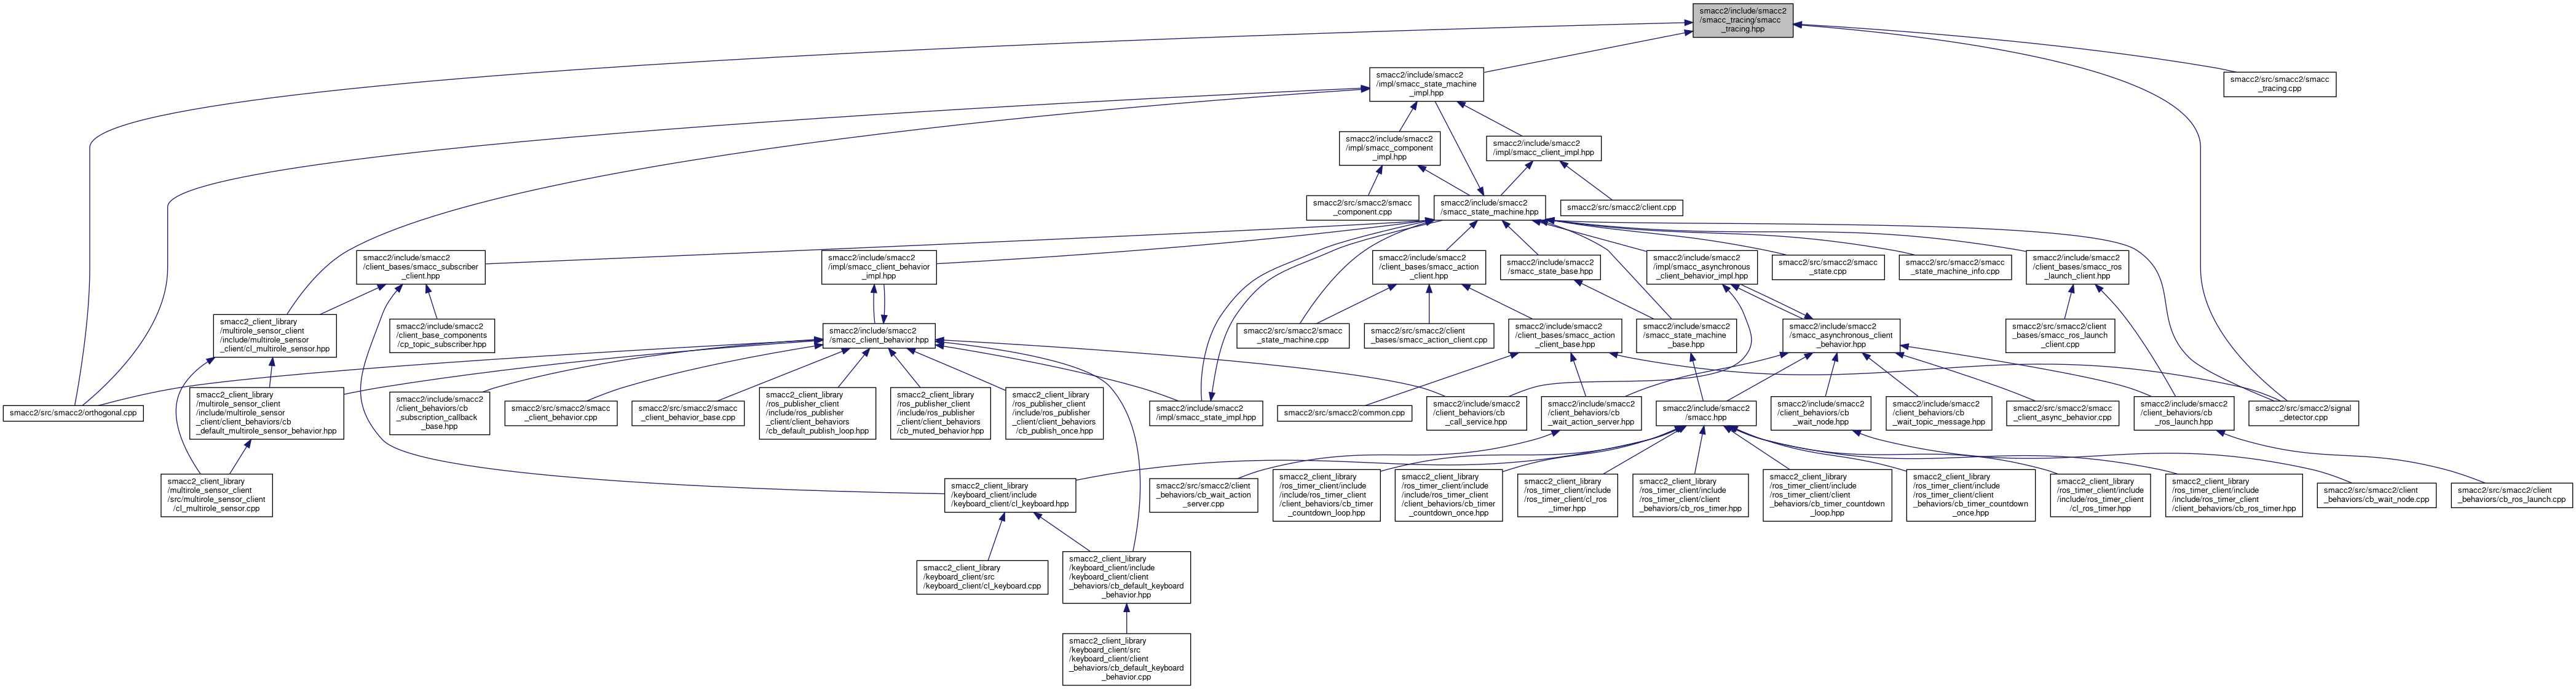 smacc2/include/smacc2
/smacc_tracing/smacc
_tracing.hpp
smacc2/include/smacc2
/impl/smacc_state_machine
_impl.hpp
smacc2/src/smacc2/smacc
_tracing.cpp
smacc2/include/smacc2
/impl/smacc_component
_impl.hpp
smacc2/include/smacc2
/impl/smacc_client_impl.hpp
smacc2/src/smacc2/smacc
_component.cpp
smacc2/include/smacc2
/smacc_state_machine.hpp
smacc2/src/smacc2/client.cpp
smacc2/include/smacc2
/client_bases/smacc_subscriber
_client.hpp
smacc2/include/smacc2
/impl/smacc_client_behavior
_impl.hpp
smacc2/include/smacc2
/client_bases/smacc_action
_client.hpp
smacc2/include/smacc2
/smacc_state_base.hpp
smacc2/include/smacc2
/impl/smacc_asynchronous
_client_behavior_impl.hpp
smacc2/src/smacc2/smacc
_state.cpp
smacc2/src/smacc2/smacc
_state_machine_info.cpp
smacc2/include/smacc2
/client_bases/smacc_ros
_launch_client.hpp
smacc2_client_library
/multirole_sensor_client
/include/multirole_sensor
_client/cl_multirole_sensor.hpp
smacc2/include/smacc2
/client_base_components
/cp_topic_subscriber.hpp
smacc2/include/smacc2
/smacc_client_behavior.hpp
smacc2/src/smacc2/smacc
_state_machine.cpp
smacc2/src/smacc2/client
_bases/smacc_action_client.cpp
smacc2/include/smacc2
/client_bases/smacc_action
_client_base.hpp
smacc2/include/smacc2
/smacc_state_machine
_base.hpp
smacc2/include/smacc2
/smacc_asynchronous_client
_behavior.hpp
smacc2/src/smacc2/client
_bases/smacc_ros_launch
_client.cpp
smacc2/src/smacc2/orthogonal.cpp
smacc2_client_library
/multirole_sensor_client
/include/multirole_sensor
_client/client_behaviors/cb
_default_multirole_sensor_behavior.hpp
smacc2/include/smacc2
/client_behaviors/cb
_subscription_callback
_base.hpp
smacc2/src/smacc2/smacc
_client_behavior.cpp
smacc2/src/smacc2/smacc
_client_behavior_base.cpp
smacc2_client_library
/ros_publisher_client
/include/ros_publisher
_client/client_behaviors
/cb_default_publish_loop.hpp
smacc2_client_library
/ros_publisher_client
/include/ros_publisher
_client/client_behaviors
/cb_muted_behavior.hpp
smacc2_client_library
/ros_publisher_client
/include/ros_publisher
_client/client_behaviors
/cb_publish_once.hpp
smacc2/include/smacc2
/impl/smacc_state_impl.hpp
smacc2/src/smacc2/common.cpp
smacc2/include/smacc2
/client_behaviors/cb
_call_service.hpp
smacc2/include/smacc2
/client_behaviors/cb
_wait_action_server.hpp
smacc2/include/smacc2
/smacc.hpp
smacc2/include/smacc2
/client_behaviors/cb
_wait_node.hpp
smacc2/include/smacc2
/client_behaviors/cb
_wait_topic_message.hpp
smacc2/src/smacc2/smacc
_client_async_behavior.cpp
smacc2/include/smacc2
/client_behaviors/cb
_ros_launch.hpp
smacc2/src/smacc2/signal
_detector.cpp
smacc2_client_library
/multirole_sensor_client
/src/multirole_sensor_client
/cl_multirole_sensor.cpp
smacc2_client_library
/keyboard_client/include
/keyboard_client/cl_keyboard.hpp
smacc2/src/smacc2/client
_behaviors/cb_wait_action
_server.cpp
smacc2_client_library
/ros_timer_client/include
/include/ros_timer_client
/client_behaviors/cb_timer
_countdown_loop.hpp
smacc2_client_library
/ros_timer_client/include
/include/ros_timer_client
/client_behaviors/cb_timer
_countdown_once.hpp
smacc2_client_library
/ros_timer_client/include
/ros_timer_client/cl_ros
_timer.hpp
smacc2_client_library
/ros_timer_client/include
/ros_timer_client/client
_behaviors/cb_ros_timer.hpp
smacc2_client_library
/ros_timer_client/include
/ros_timer_client/client
_behaviors/cb_timer_countdown
_loop.hpp
smacc2_client_library
/ros_timer_client/include
/ros_timer_client/client
_behaviors/cb_timer_countdown
_once.hpp
smacc2_client_library
/ros_timer_client/include
/include/ros_timer_client
/cl_ros_timer.hpp
smacc2_client_library
/ros_timer_client/include
/include/ros_timer_client
/client_behaviors/cb_ros_timer.hpp
smacc2/src/smacc2/client
_behaviors/cb_wait_node.cpp
smacc2/src/smacc2/client
_behaviors/cb_ros_launch.cpp
smacc2_client_library
/keyboard_client/src
/keyboard_client/cl_keyboard.cpp
smacc2_client_library
/keyboard_client/include
/keyboard_client/client
_behaviors/cb_default_keyboard
_behavior.hpp
smacc2_client_library
/keyboard_client/src
/keyboard_client/client
_behaviors/cb_default_keyboard
_behavior.cpp